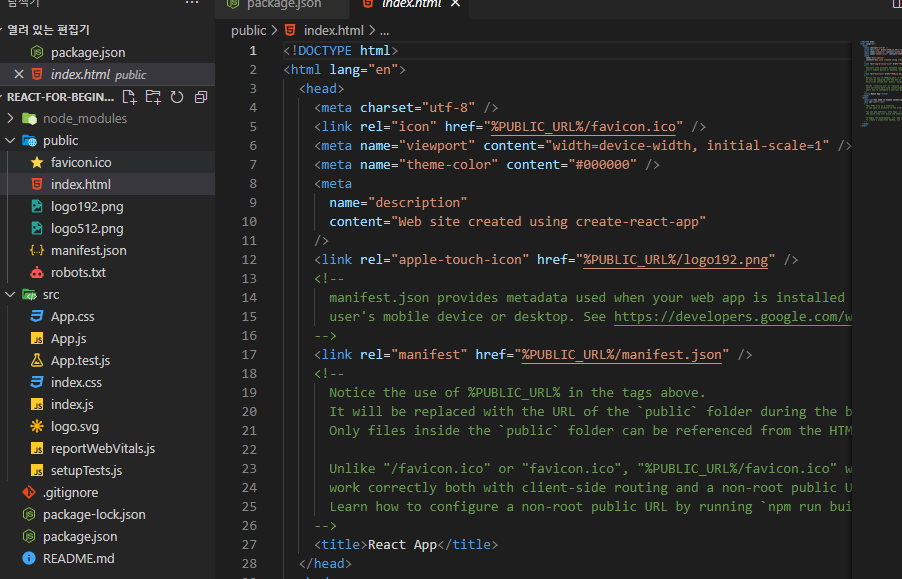 탐색기
열려 있는 편집기
package.json
index.html public
REACT-FOR-BEGIN...
node_modules
public
favicon.ico
index.html
logo192.png
logo512.png
manifest.json
robots.txt
src
App.css
App.js
App.test.js
index.css
index.js
logo.svg
reportWebVitals.js
setupTests.js
.gitignore
package-lock.json
package.json
README.md
package.json
index.html
public > index.html > ...
1 <!DOCTYPE html>
2 <html lang="en">
3 <head>
4 <meta charset="utf-8" />
5 <link rel="icon" href="%PUBLIC_URL%/favicon.ico" />
6 <meta name="viewport" content="width=device-width, initial-scale=1" />
7 <meta name="theme-color" content="#000000" />
8 <meta
9 name="description"
10 content="Web site created using create-react-app"
11 />
12 <link rel="apple-touch-icon" href="%PUBLIC_URL%/logo192.png" />
13 <!--
14 manifest.json provides metadata used when your web app is installed
15 user's mobile device or desktop. See https://developers.google.com/w
16 -->
17 <link rel="manifest" href="%PUBLIC_URL%/manifest.json" />
18 <!--
19 Notice the use of %PUBLIC_URL% in the tags above.
20 It will be replaced with the URL of the `public` folder during the b
21 Only files inside the `public` folder can be referenced from the HTM
22
23 Unlike "/favicon.ico" or "favicon.ico", "%PUBLIC_URL%/favicon.ico" w
24 work correctly both with client-side routing and a non-root public U
25 Learn how to configure a non-root public URL by running `npm run bui
26 -->
27 <title>React App</title>
28 </head>